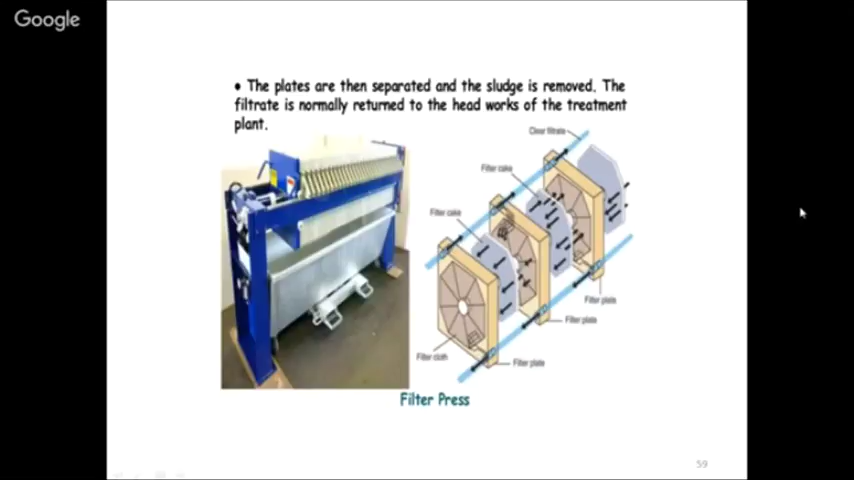 Google
• The plates are then separated and the sludge is removed. The
filtrate is normally returned to the head works of the treatment
plant.
Clear filtrate
Filter cake
Filter cake
Filter plate
Filter plate
Filter cloth
Filter plate
Filter Press
59